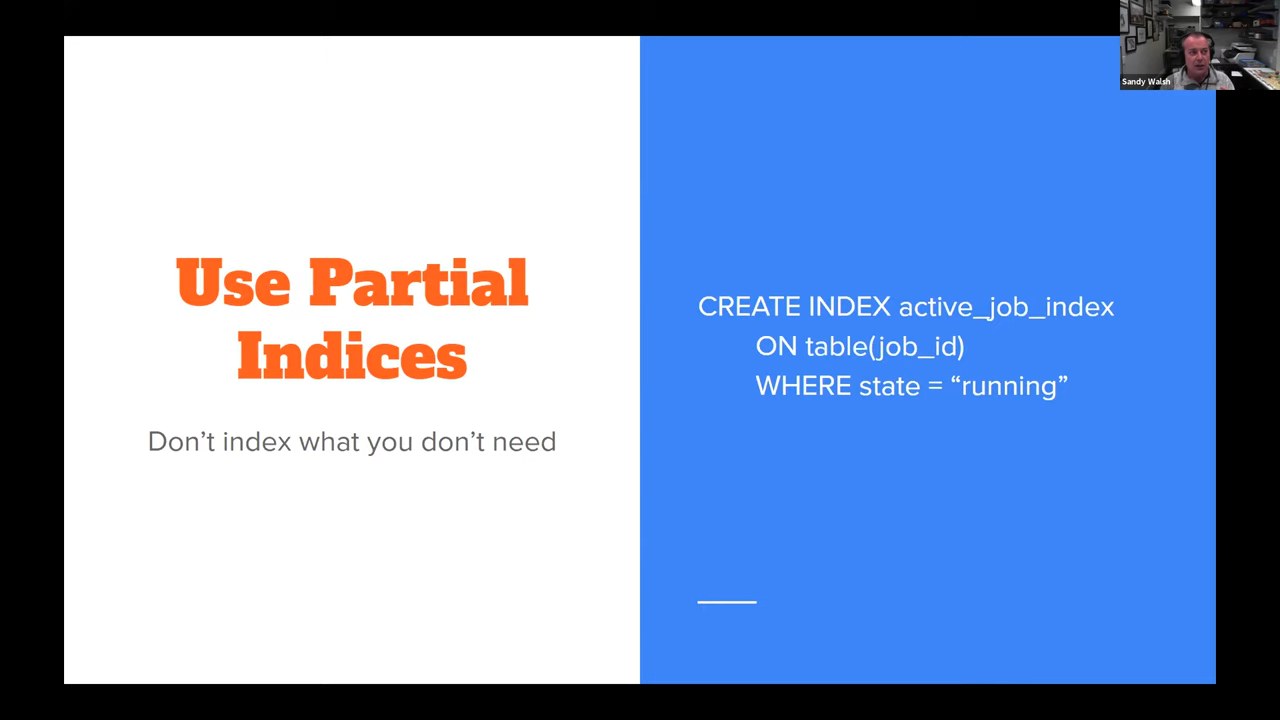 Use Partial
Indices
Don’t index what you don’t need
CREATE INDEX active_job_index
ON table(job_id)
WHERE state = “running”
Sandy Walsh